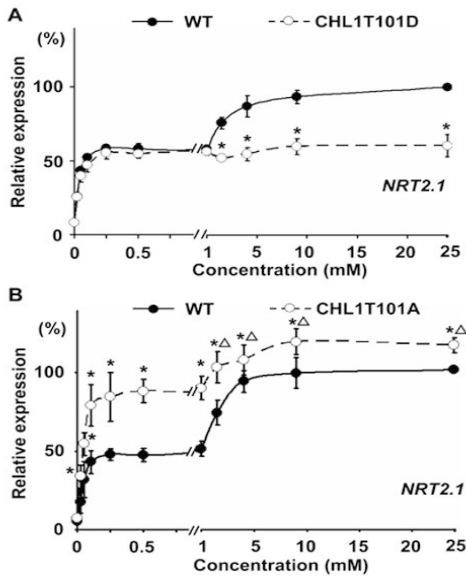 A
WT
CHL1T101D
(%)
100
50
0
Relative expression
NRT2.1
0
0.5
1
5
10
15
20
25
Concentration (mM)
B
WT
CHL1T101A
(%)
100
50
0
Relative expression
NRT2.1
0
0.5
1
5
10
15
20
25
Concentration (mM)